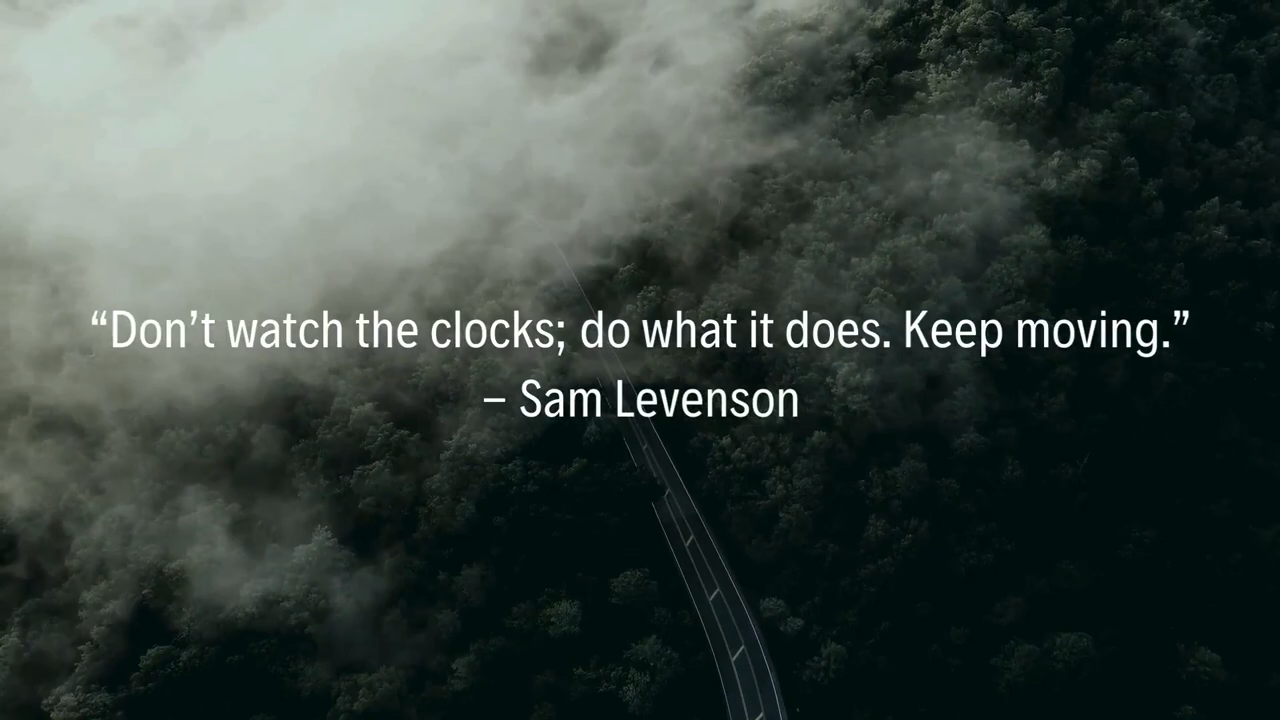 “Don’t watch the clocks; do what it does. Keep moving.”
– Sam Levenson